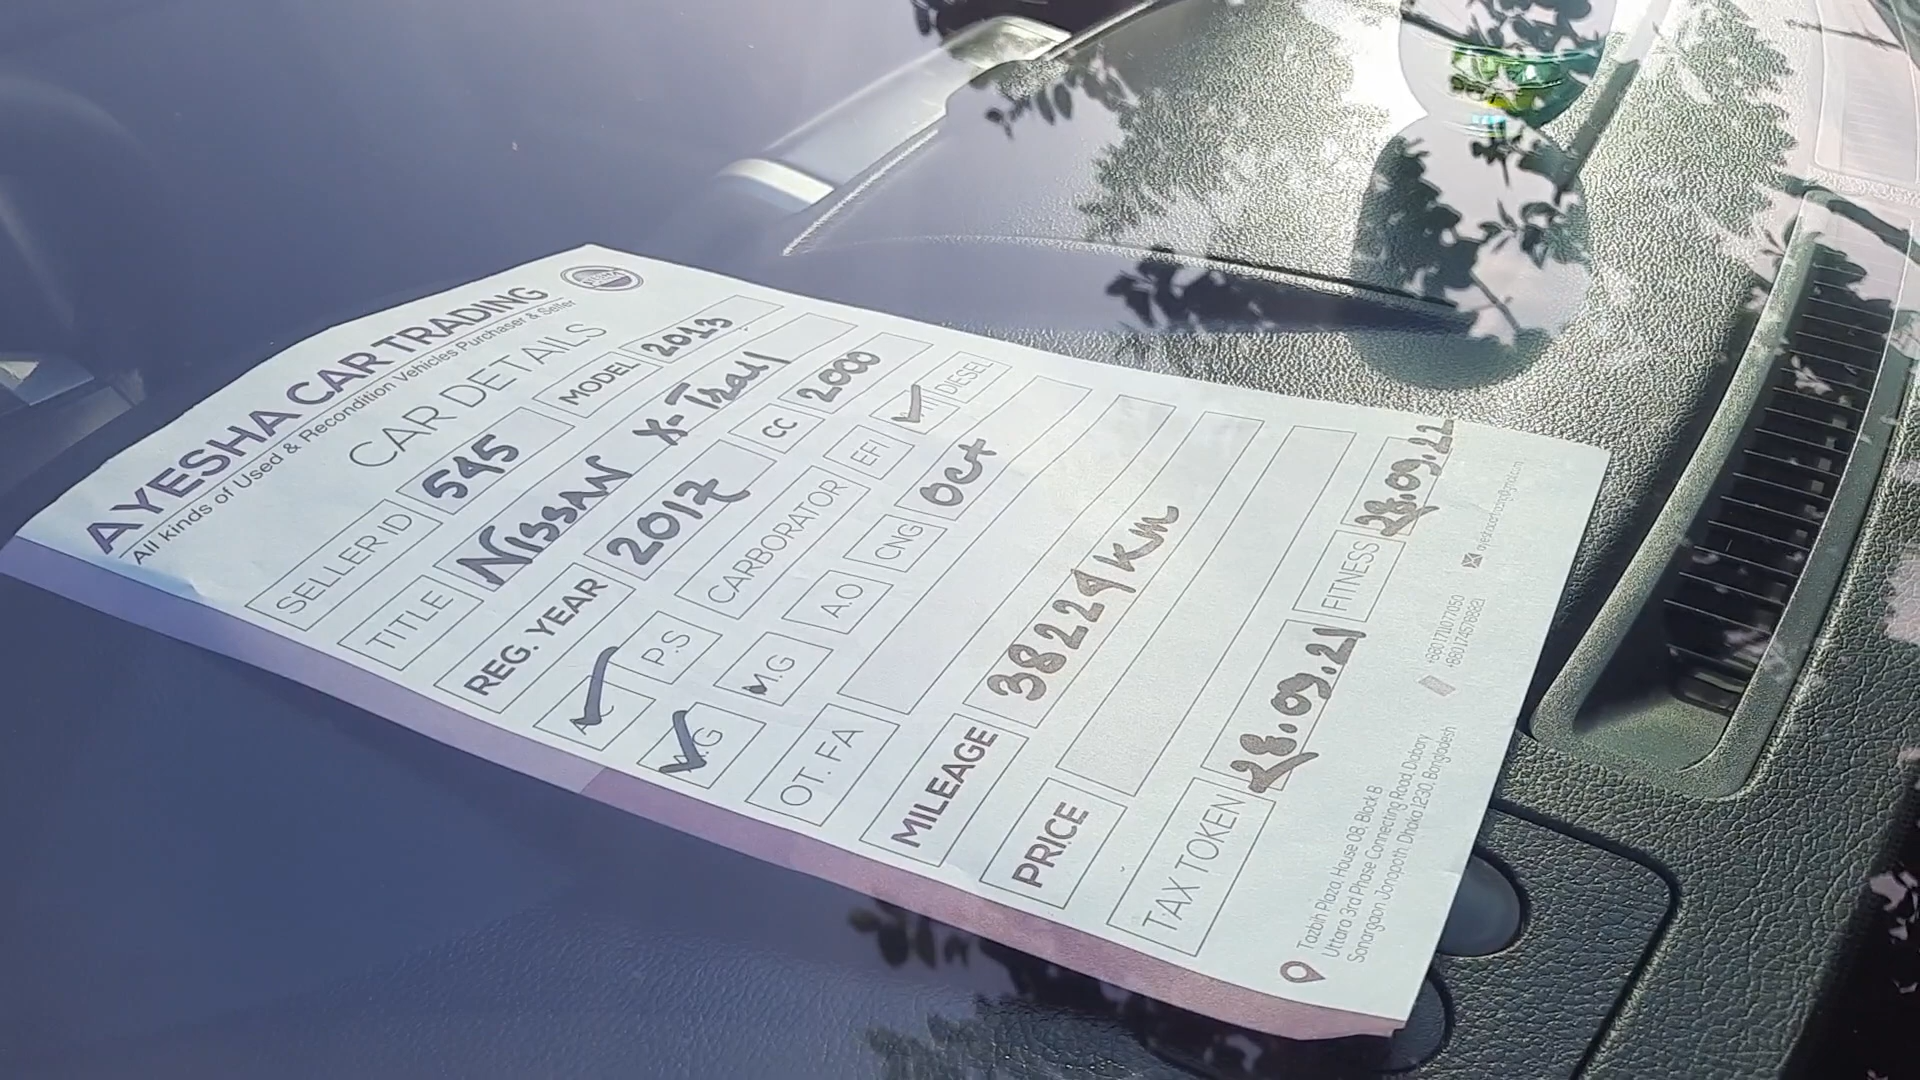 AYESHA CAR TRADING
All kinds of Used & Recondition Vehicles Purchaser & Seller
CAR DETAILS
SELLER ID 545 MODEL 2013
TITLE NISSAN X-Trail
REG. YEAR 2017 CC 2000
P.S CARBORATOR EFI DIESEL
M.G A.O CNG Oct
OT. FA
MILEAGE 38224 Km
PRICE
TAX TOKEN 28.09.21 FITNESS 28.09.22
Tazbih Plaza, House 08, Block B
Uttara 3rd Phase Connecting Road, Diabary
Sonargaon Jonopoth Dhaka 1230, Bangladesh